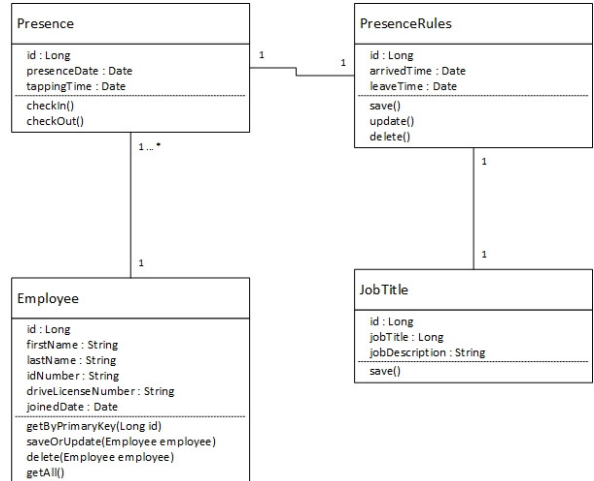 Presence
id : Long
presenceDate : Date
tappingTime : Date
checkIn()
checkOut()
1
1
PresenceRules
id : Long
arrivedTime : Date
leaveTime : Date
save()
update()
delete()
1...*
1
1
1
Employee
id : Long
firstName : String
lastName : String
idNumber : String
driveLicenseNumber : String
joinedDate : Date
getByPrimaryKey(Long id)
saveOrUpdate(Employee employee)
delete(Employee employee)
getAll()
JobTitle
id : Long
jobTitle : Long
jobDescription : String
save()